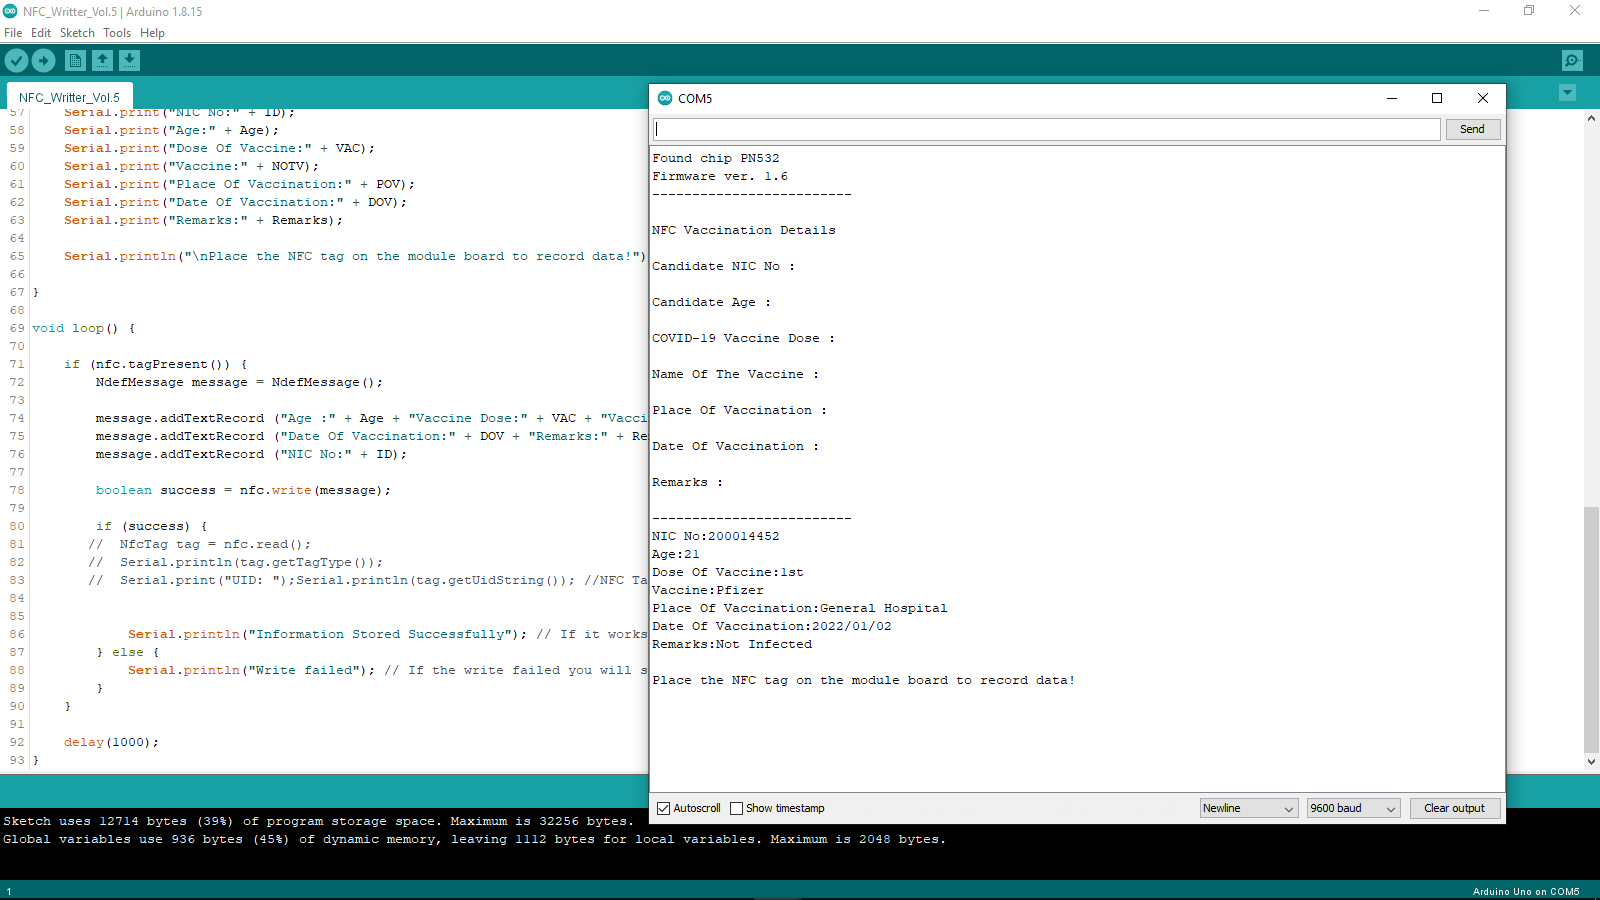 NFC_Writter_Vol.5 | Arduino 1.8.15
File Edit Sketch Tools Help
NFC_Writter_Vol.5
57 Serial.print("NIC No:" + ID);
58 Serial.print("Age:" + Age);
59 Serial.print("Dose Of Vaccine:" + VAC);
60 Serial.print("Vaccine:" + NOTV);
61 Serial.print("Place Of Vaccination:" + POV);
62 Serial.print("Date Of Vaccination:" + DOV);
63 Serial.print("Remarks:" + Remarks);
64
65 Serial.println("\nPlace the NFC tag on the module board to record data!")
66
67 }
68
69 void loop() {
70
71 if (nfc.tagPresent()) {
72 NdefMessage message = NdefMessage();
73
74 message.addTextRecord ("Age :" + Age + "Vaccine Dose:" + VAC + "Vacci
75 message.addTextRecord ("Date Of Vaccination:" + DOV + "Remarks:" + Re
76 message.addTextRecord ("NIC No:" + ID);
77
78 boolean success = nfc.write(message);
79
80 if (success) {
81 // NfcTag tag = nfc.read();
82 // Serial.println(tag.getTagType());
83 // Serial.print("UID: ");Serial.println(tag.getUidString()); //NFC Ta
84
85
86 Serial.println("Information Stored Successfully"); // If it works
87 } else {
88 Serial.println("Write failed"); // If the write failed you will s
89 }
90 }
91
92 delay(1000);
93 }
COM5
Send
Found chip PN532
Firmware ver. 1.6
-------------------------
NFC Vaccination Details
Candidate NIC No :
Candidate Age :
COVID-19 Vaccine Dose :
Name Of The Vaccine :
Place Of Vaccination :
Date Of Vaccination :
Remarks :
-------------------------
NIC No:200014452
Age:21
Dose Of Vaccine:1st
Vaccine:Pfizer
Place Of Vaccination:General Hospital
Date Of Vaccination:2022/01/02
Remarks:Not Infected
Place the NFC tag on the module board to record data!
Autoscroll Show timestamp Newline 9600 baud Clear output
Sketch uses 12714 bytes (39%) of program storage space. Maximum is 32256 bytes.
Global variables use 936 bytes (45%) of dynamic memory, leaving 1112 bytes for local variables. Maximum is 2048 bytes.
1 Arduino Uno on COM5